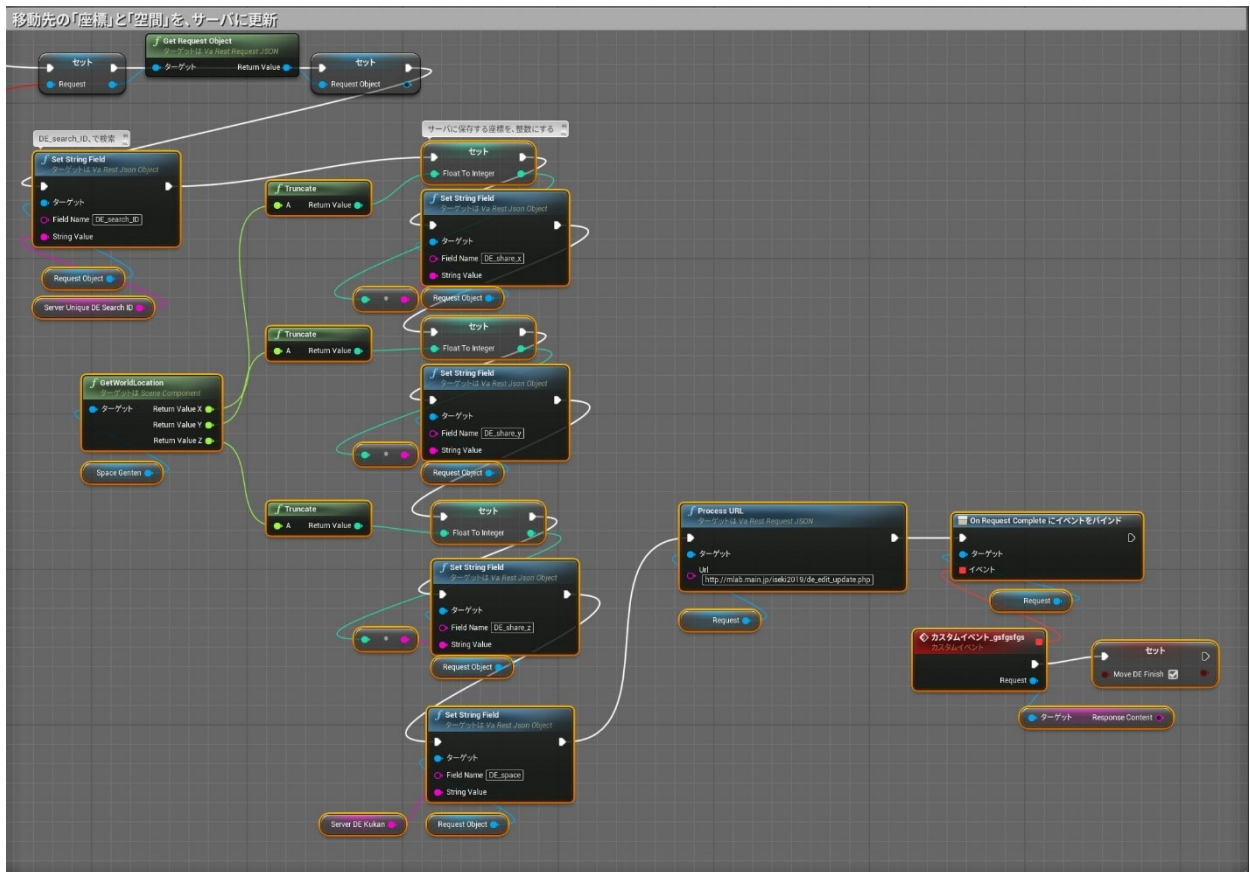 移動先の「座標」と「空間」を、サーバに更新
セット
Request
Get Request Object
ターゲットは Va Rest Request JSON
ターゲット
Return Value
セット
Request Object
DE_search_ID、で検索
Set String Field
ターゲットは Va Rest Json Object
ターゲット
Field Name DE_search_ID
String Value
Request Object
Server Unique DE Search ID
GetWorldLocation
ターゲットは Scene Component
ターゲット
Return Value X
Return Value Y
Return Value Z
Space Genten
Truncate
A
Return Value
Truncate
A
Return Value
Truncate
A
Return Value
サーバに保存する座標を、整数にする
セット
Float To Integer
Set String Field
ターゲットは Va Rest Json Object
ターゲット
Field Name DE_share_x
String Value
Request Object
セット
Float To Integer
Set String Field
ターゲットは Va Rest Json Object
ターゲット
Field Name DE_share_y
String Value
Request Object
セット
Float To Integer
Set String Field
ターゲットは Va Rest Json Object
ターゲット
Field Name DE_share_z
String Value
Request Object
Set String Field
ターゲットは Va Rest Json Object
ターゲット
Field Name DE_space
String Value
Server DE Kukan
Request Object
Process URL
ターゲットは Va Rest Request JSON
ターゲット
Url
http://mlab.main.jp/iseki2019/de_edit_update.php
Request
On Request Complete にイベントをバインド
ターゲット
イベント
Request
カスタムイベント_gsfgsfgs
カスタムイベント
Request
セット
Move DE Finish
ターゲット
Response Content